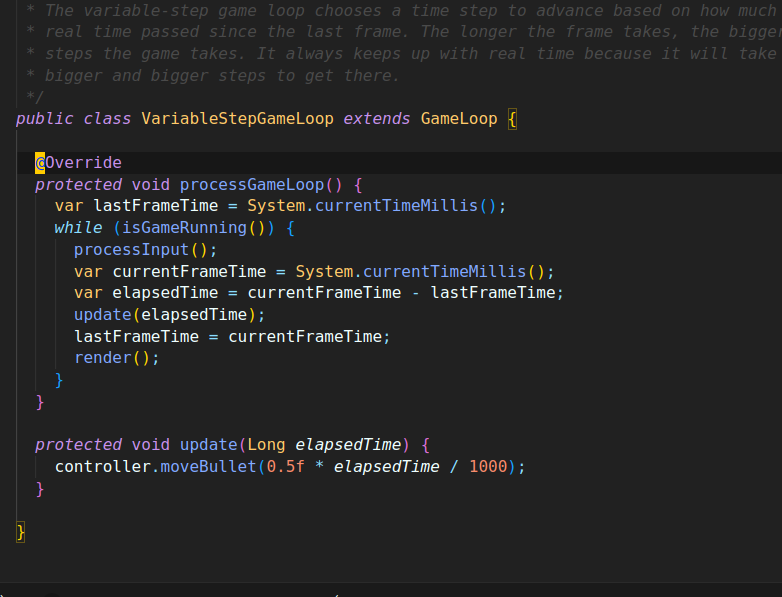 * The variable-step game loop chooses a time step to advance based on how much
* real time passed since the last frame. The longer the frame takes, the bigger
* steps the game takes. It always keeps up with real time because it will take
* bigger and bigger steps to get there.
*/
public class VariableStepGameLoop extends GameLoop {
@Override
protected void processGameLoop() {
var lastFrameTime = System.currentTimeMillis();
while (isGameRunning()) {
processInput();
var currentFrameTime = System.currentTimeMillis();
var elapsedTime = currentFrameTime - lastFrameTime;
update(elapsedTime);
lastFrameTime = currentFrameTime;
render();
}
}
protected void update(Long elapsedTime) {
controller.moveBullet(0.5f * elapsedTime / 1000);
}
}